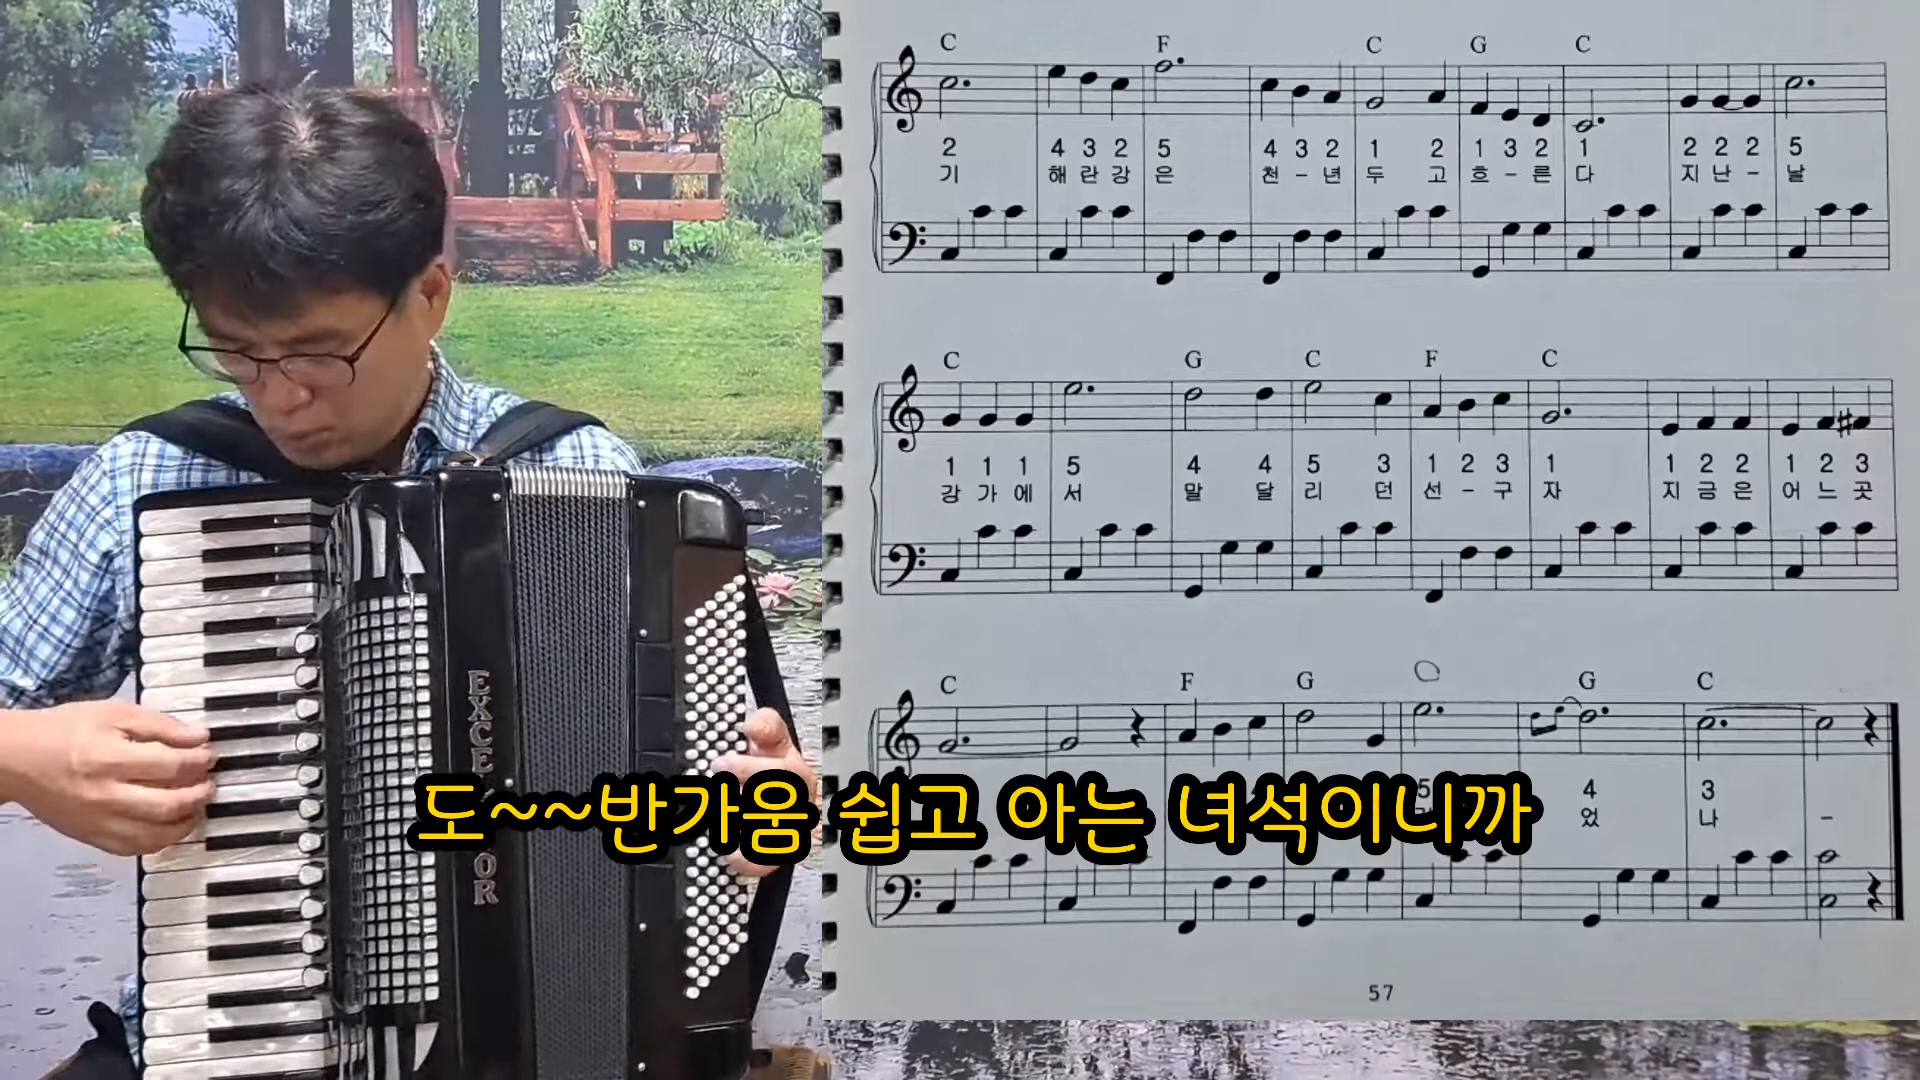 C F C G C
2 4 3 2 5 4 3 2 1 2 1 3 2 1 2 2 2 5
기 해 란 강 은 천 - 년 두 고 흐 - 른 다 지 난 - 날
C G C F C
1 1 1 5 4 4 5 3 1 2 3 1 1 2 2 1 2 3
강 가 에 서 말 달 리 던 선 - 구 자 지 금 은 어 느 곳
C F G G C
4 3
었 나 -
도~~반가움 쉽고 아는 녀석이니까
EXCE OR
57